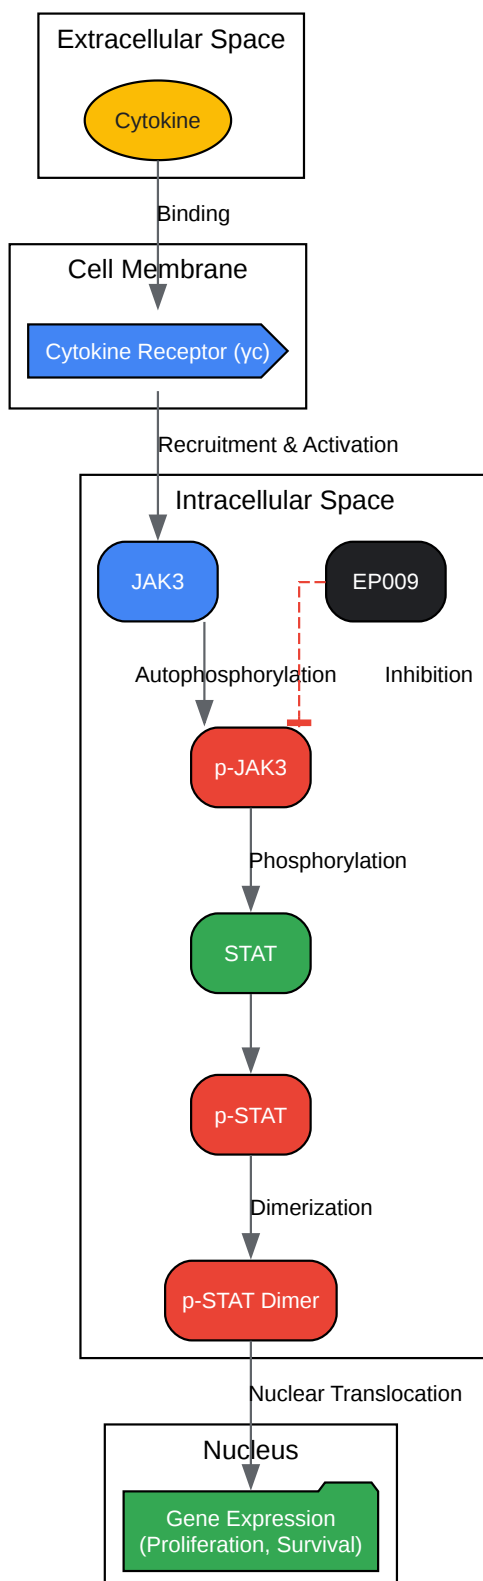 Extracellular Space
Cytokine
Binding
Cell Membrane
Cytokine Receptor (γc)
Recruitment & Activation
Intracellular Space
JAK3
EP009
Autophosphorylation
Inhibition
p-JAK3
Phosphorylation
STAT
p-STAT
Dimerization
p-STAT Dimer
Nuclear Translocation
Nucleus
Gene Expression
(Proliferation, Survival)